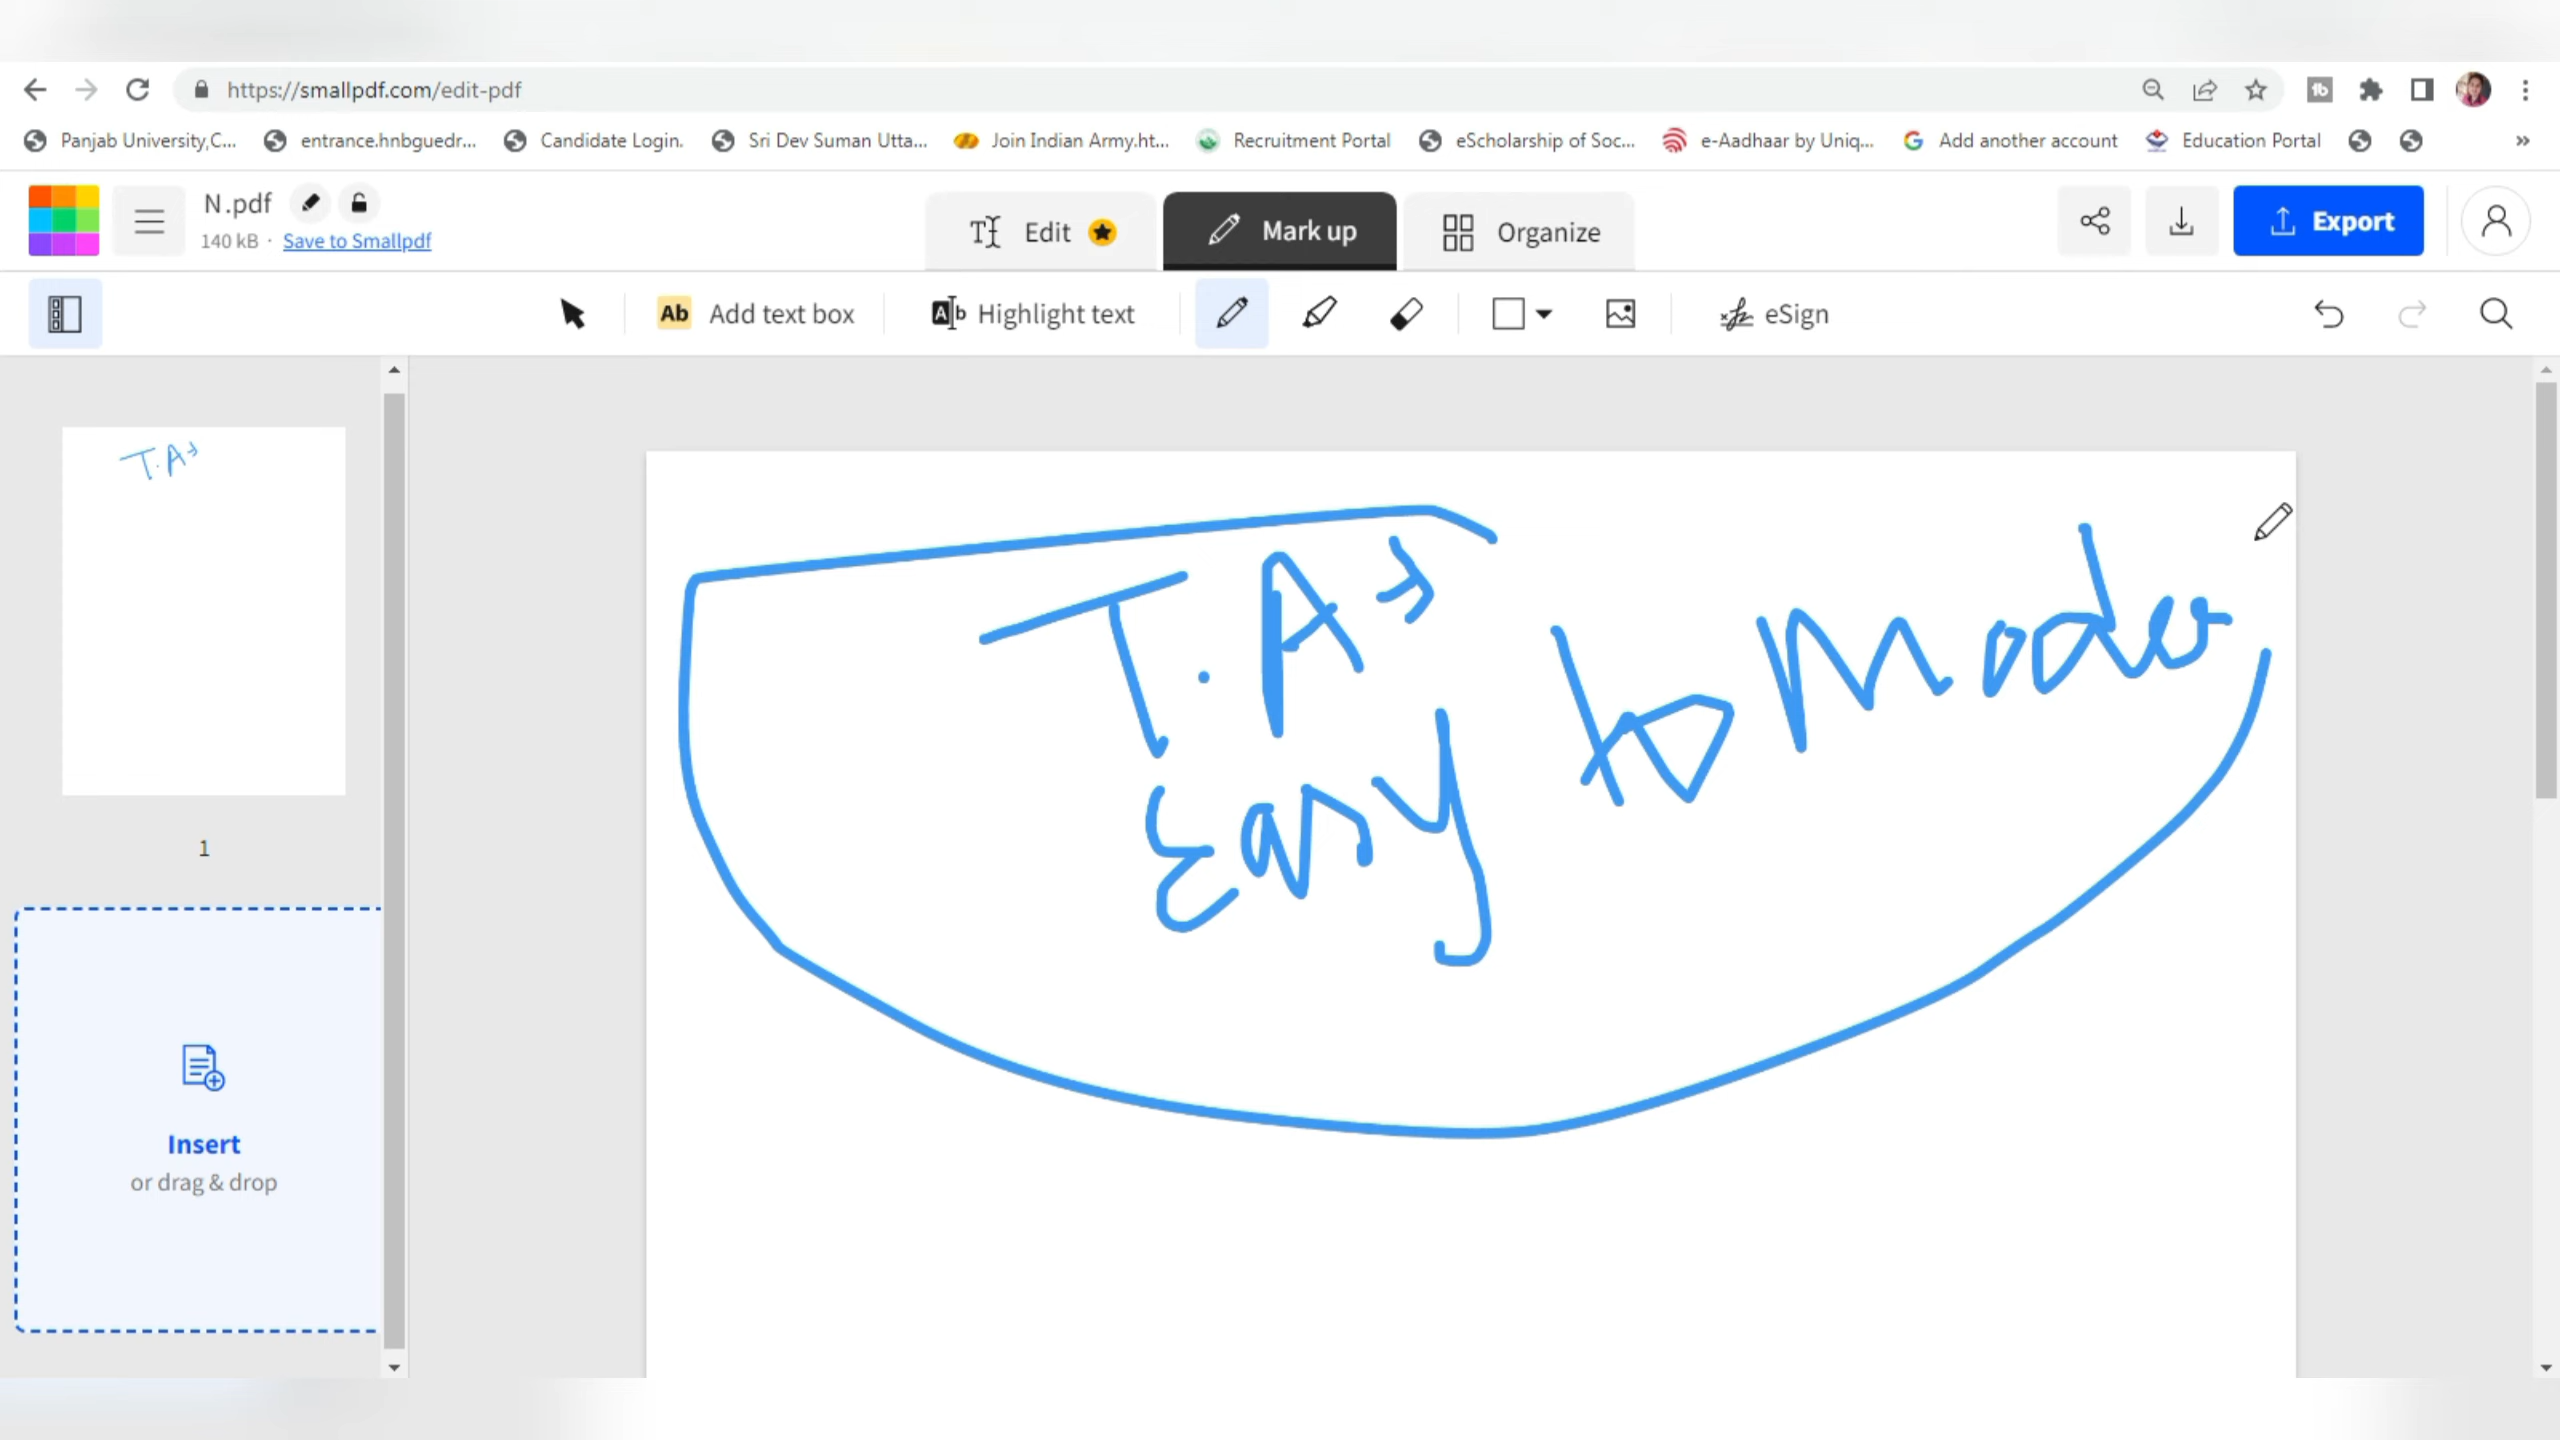 https://smallpdf.com/edit-pdf
Panjab University,C... entrance.hnbguedr... Candidate Login. Sri Dev Suman Utta... Join Indian Army.ht... Recruitment Portal eScholarship of Soc... e-Aadhaar by Uniq... Add another account Education Portal »
N.pdf
140 kB · Save to Smallpdf
Edit Mark up Organize Export
Ab Add text box Highlight text eSign
T.A→
1
Insert
or drag & drop
T.A→
Easy to Moder